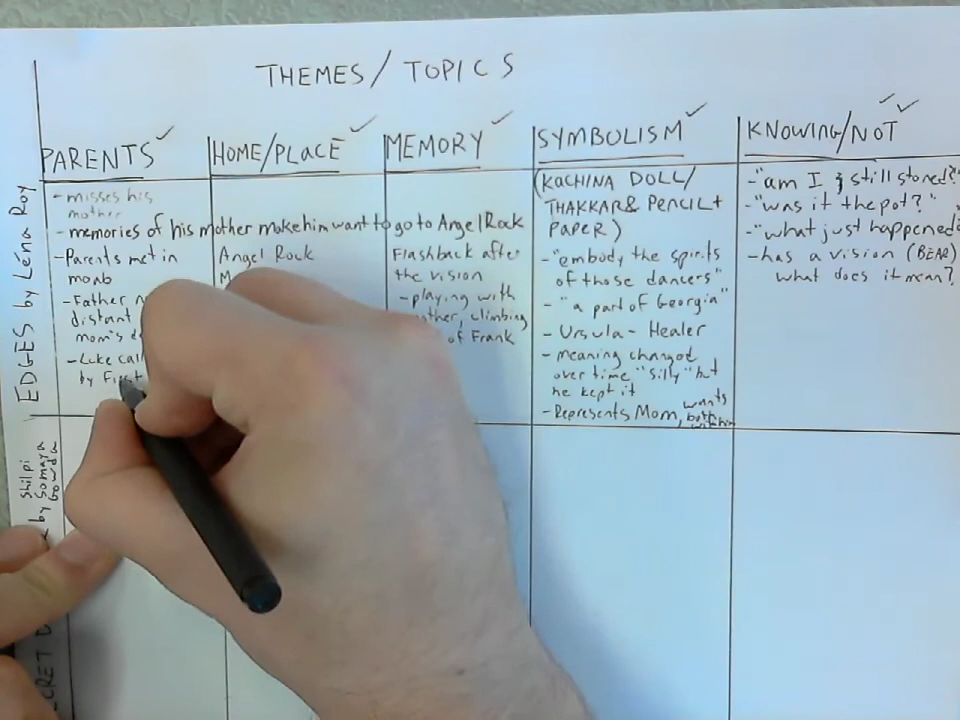 THEMES/TOPICS
PARENTS
HOME/PLACE
MEMORY
SYMBOLISM
KNOWING/NOT
EDGES by Léna Roy
- misses his
mother
- memories of his mother make him want to go to Angel Rock
- Parents met in
moab
- Father
distant
mom's
- Luke
by First
Angel Rock
Flashback after
the vision
- playing with
climbing
of Frank
(KACHINA DOLL/
THAKKAR & PENCIL +
PAPER)
- "embody the spirits
of those dancers"
- "a part of Georgia"
- Ursula - Healer
- meaning changed
over time "silly" but
he kept it
- Represents Mom, wants
both
- "am I still stoned?"
- "was it the pot?"
- "what just happened?
- has a vision (BEAR)
what does it mean?
Shilpi
by Somaya
Gowda